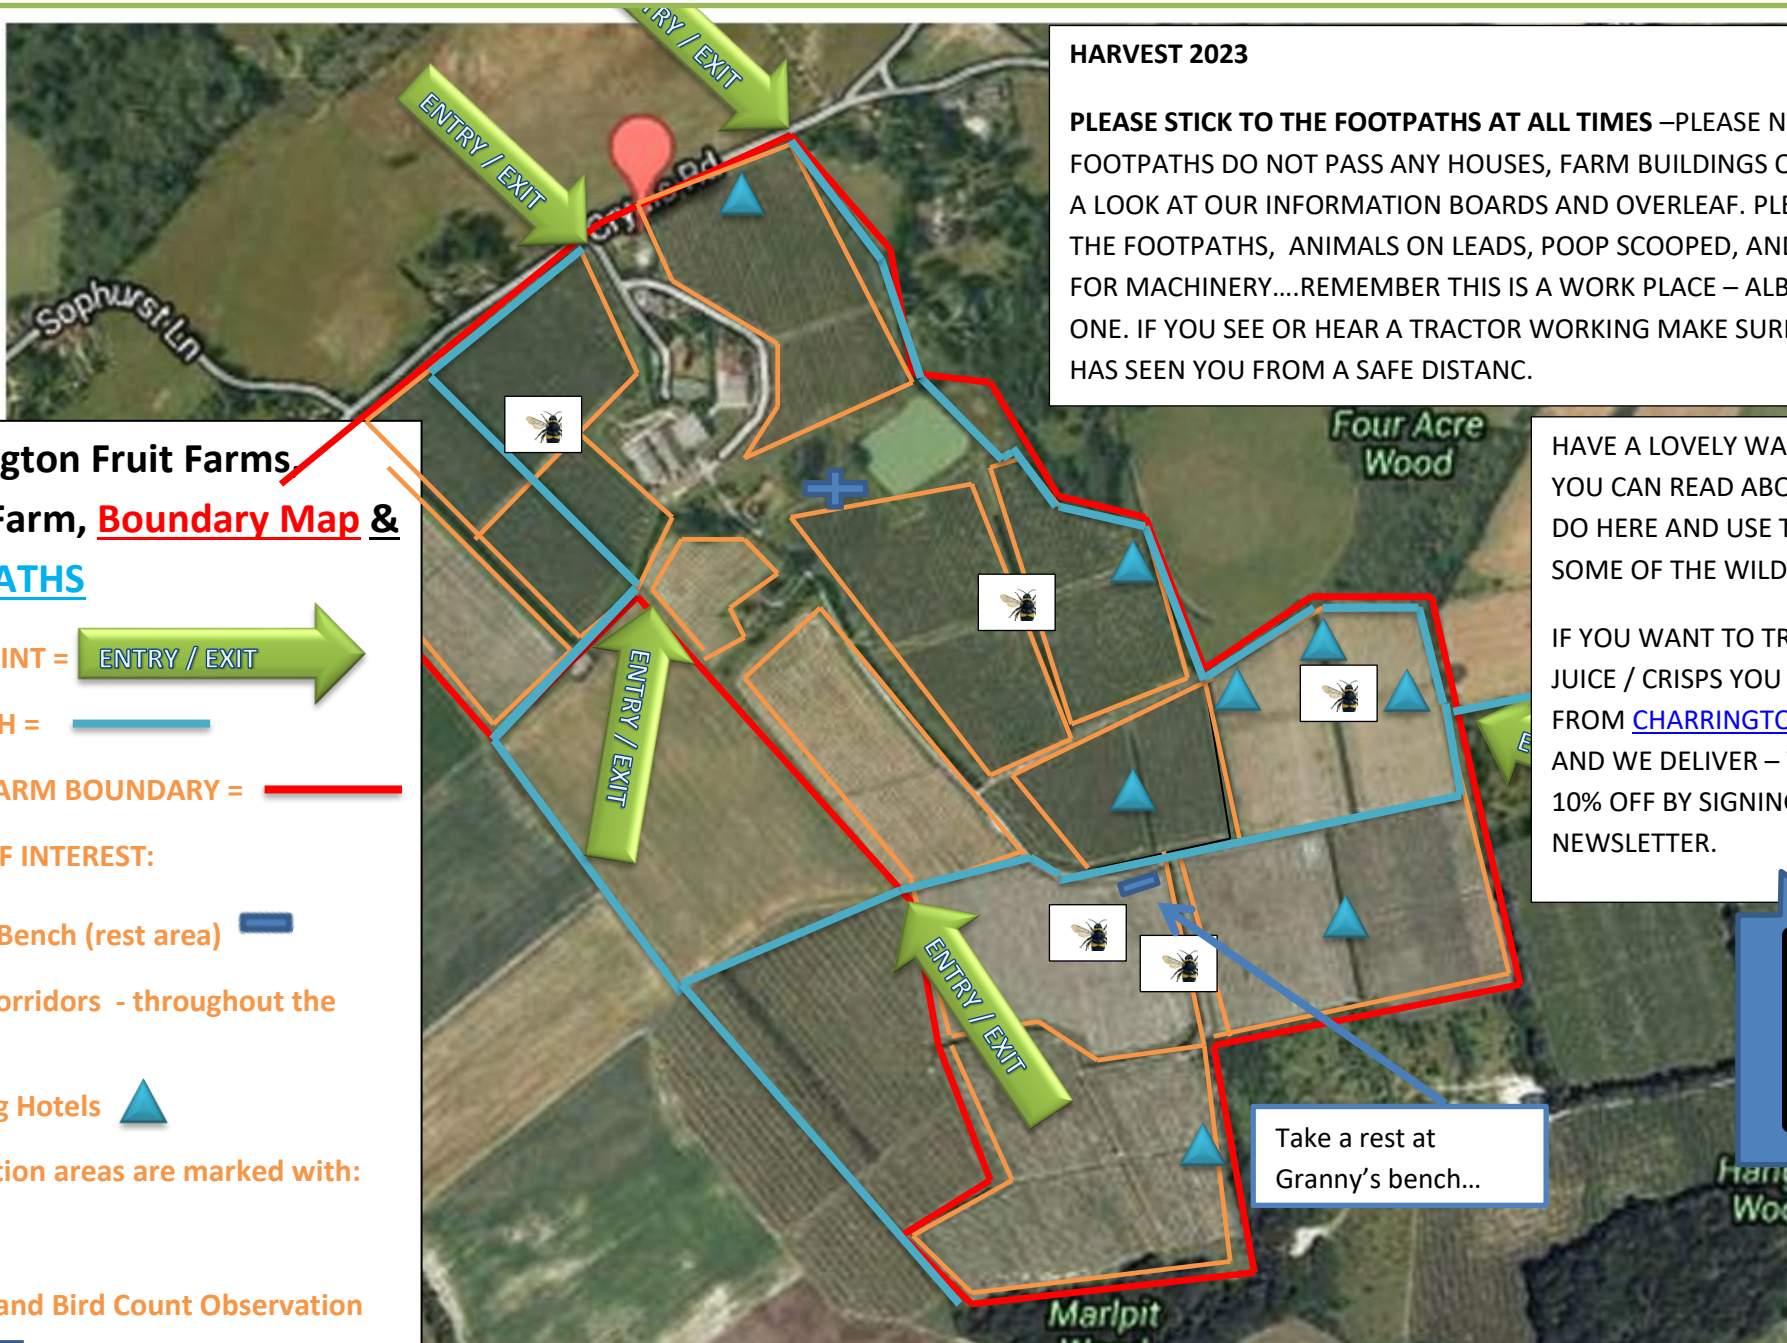 HARVEST 2023
PLEASE STICK TO THE FOOTPATHS AT ALL TIMES –PLEASE N
FOOTPATHS DO NOT PASS ANY HOUSES, FARM BUILDINGS O
A LOOK AT OUR INFORMATION BOARDS AND OVERLEAF. PLE
THE FOOTPATHS, ANIMALS ON LEADS, POOP SCOOPED, AND
FOR MACHINERY....REMEMBER THIS IS A WORK PLACE – ALB
ONE. IF YOU SEE OR HEAR A TRACTOR WORKING MAKE SUR
HAS SEEN YOU FROM A SAFE DISTANC.
TRY / EXIT
ENTRY / EXIT
Rd
Sophurst Ln
Four Acre
Wood
HAVE A LOVELY WA
YOU CAN READ ABO
DO HERE AND USE T
SOME OF THE WILD
IF YOU WANT TO TR
JUICE / CRISPS YOU
FROM CHARRINGTO
AND WE DELIVER –
10% OFF BY SIGNING
NEWSLETTER.
gton Fruit Farms,
Farm, Boundary Map &
ATHS
INT = ENTRY / EXIT
H =
ARM BOUNDARY =
F INTEREST:
Bench (rest area)
orridors - throughout the
g Hotels
tion areas are marked with:
and Bird Count Observation
ENTRY / EXIT
ENTRY / EXIT
E
Take a rest at
Granny's bench...
Marlpit